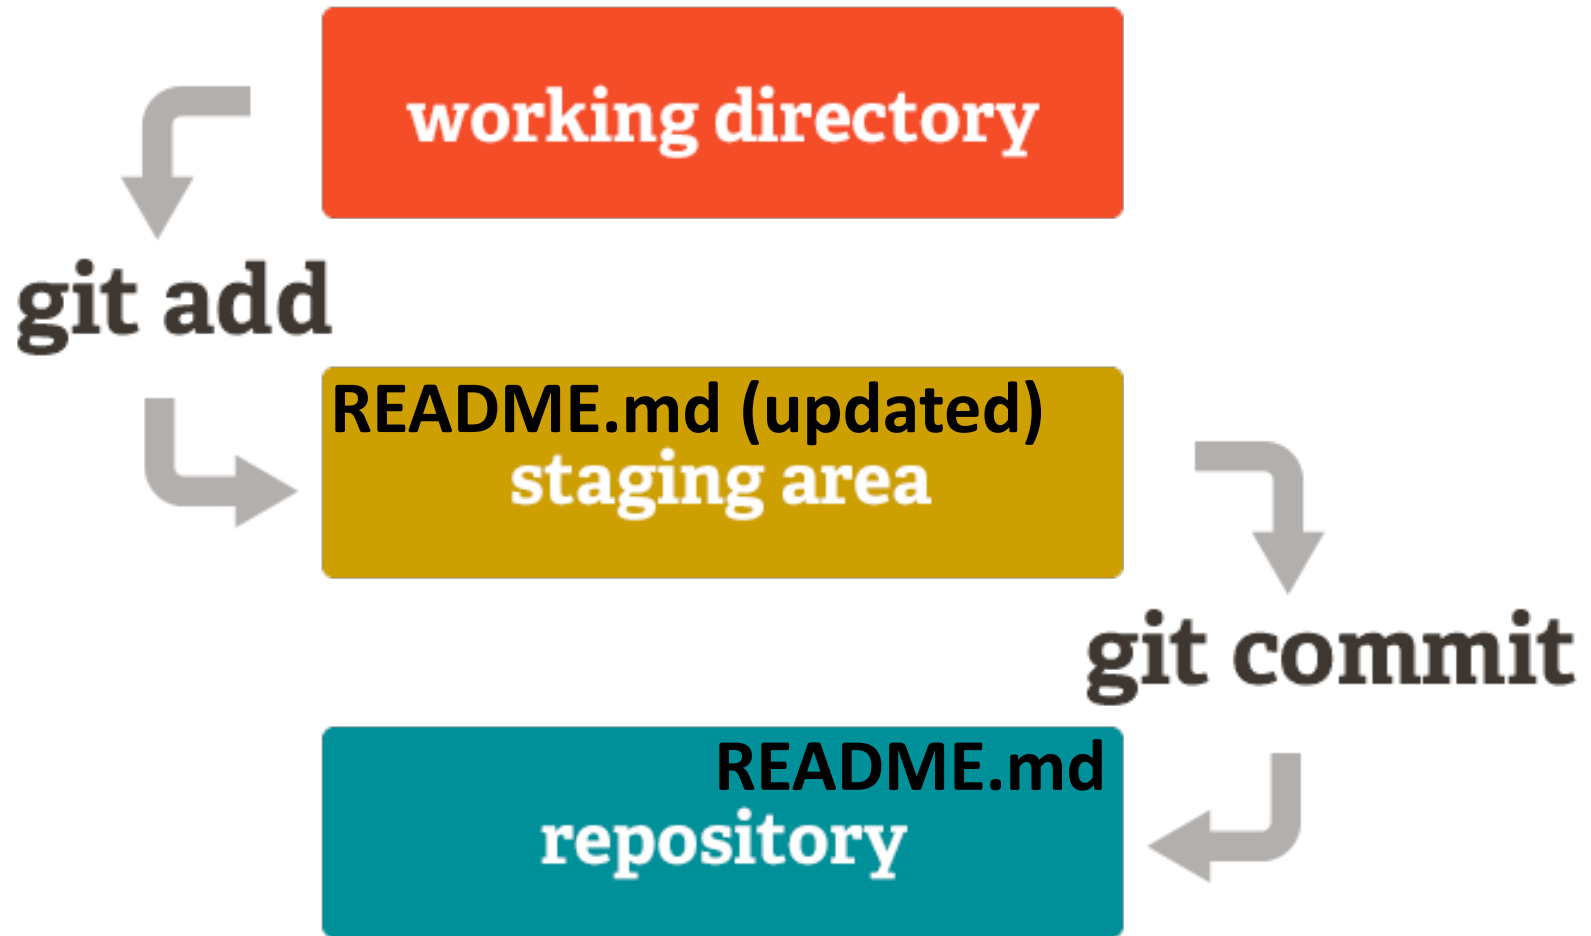 working directory
git add
README.md (updated)
staging area
git commit
README.md
repository